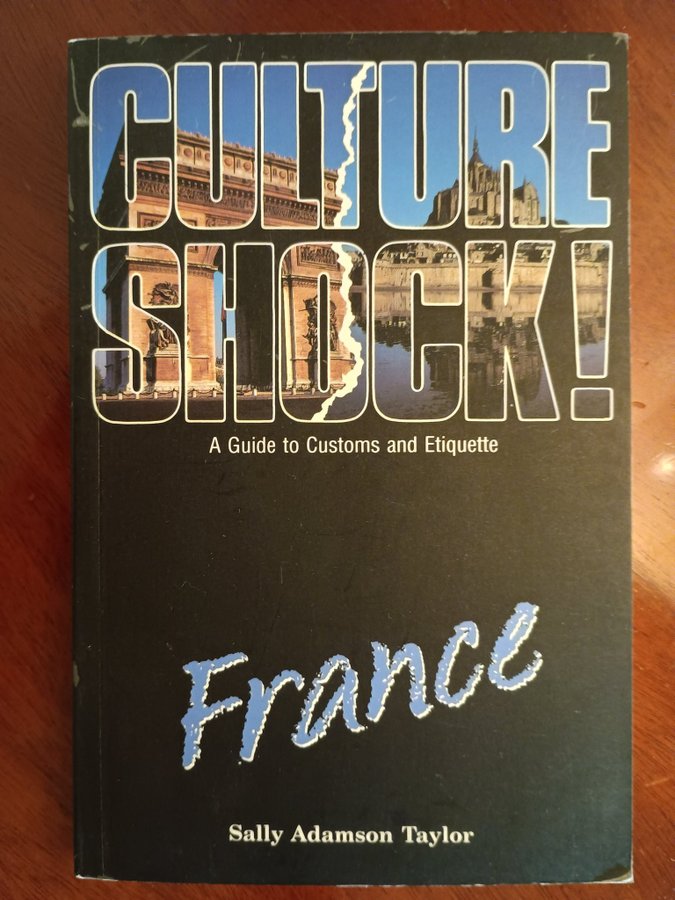 CULTURE
SHOCK!
A Guide to Customs and Etiquette
France
Sally Adamson Taylor